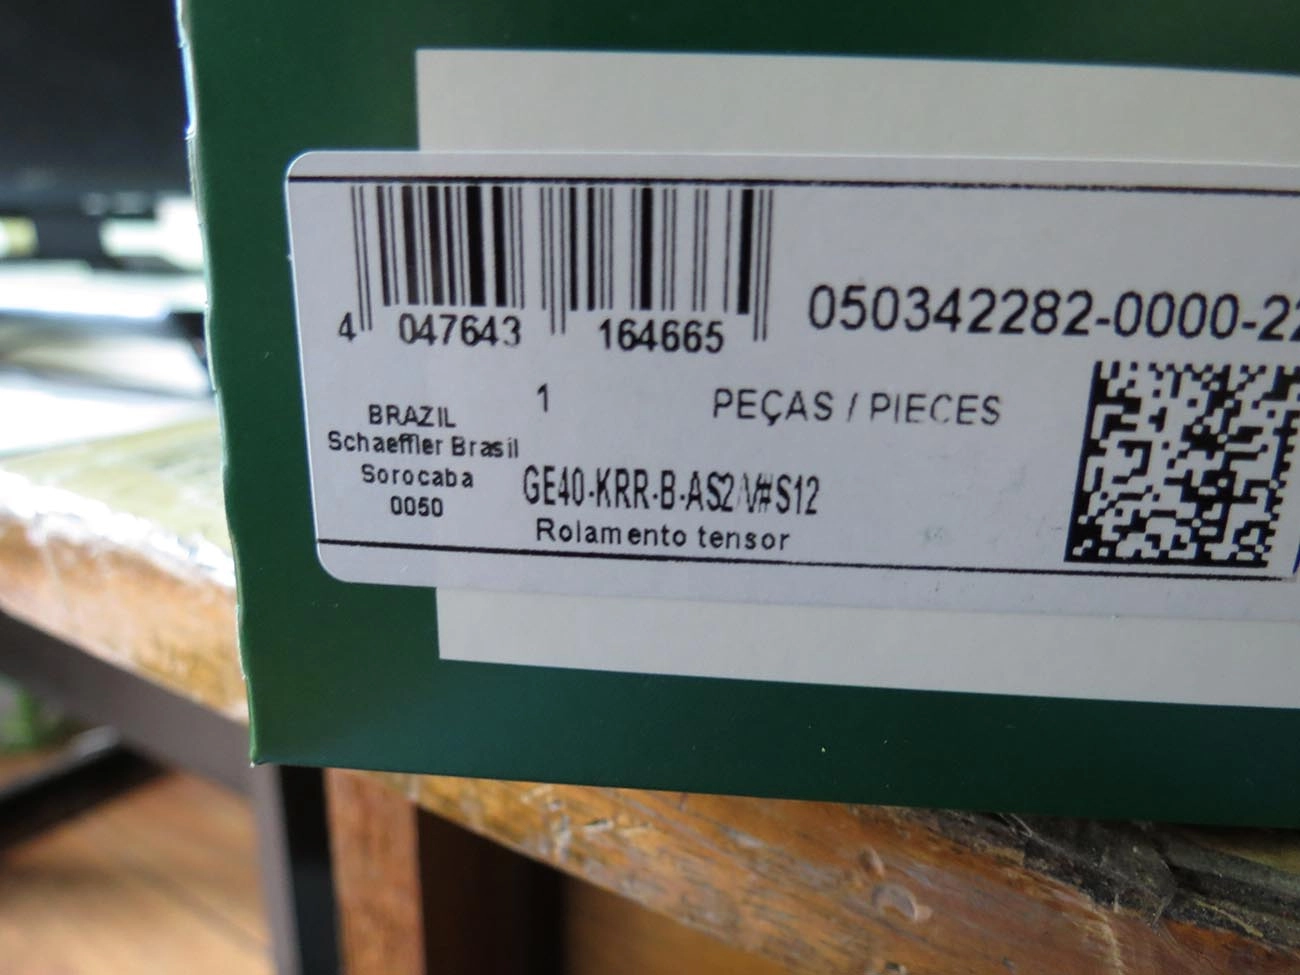 4 047643 164665
050342282-0000-22
1 PEÇAS / PIECES
BRAZIL
Schaeffler Brasil
Sorocaba
0050
GE40-KRR-B-AS2/V#S12
Rolamento tensor